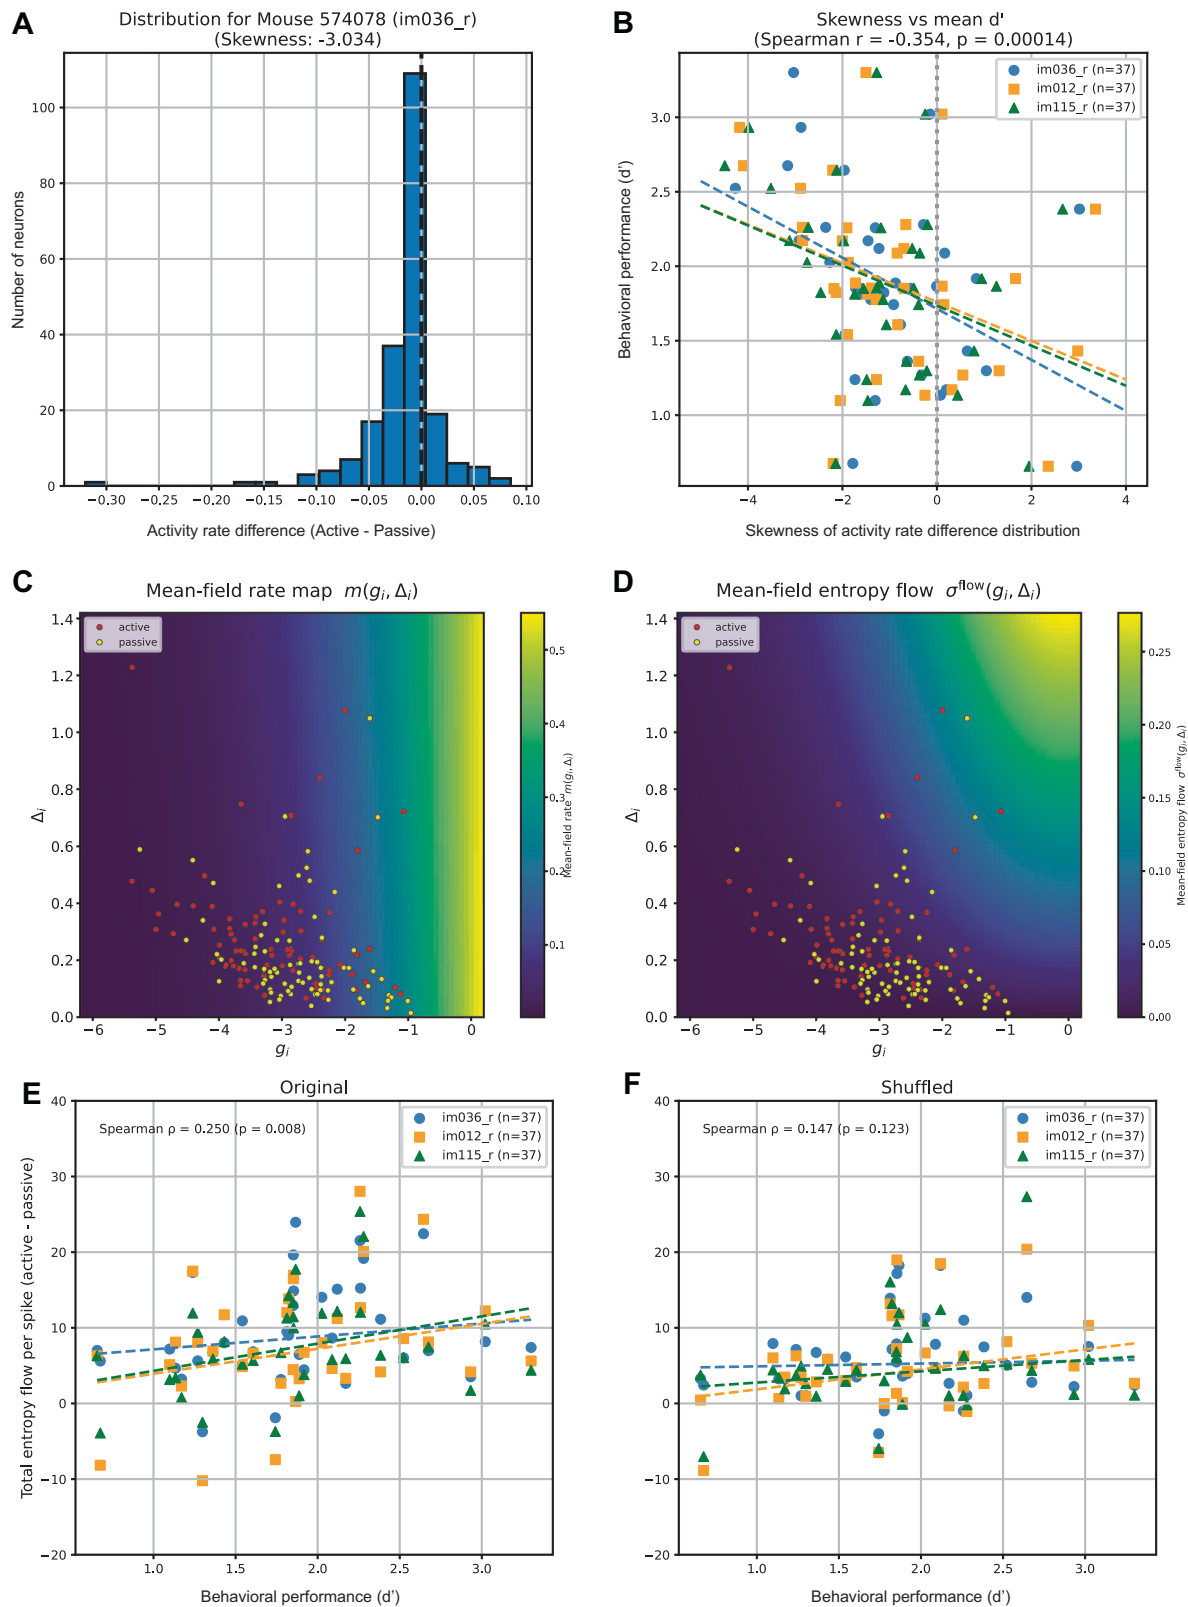 A
Distribution for Mouse 574078 (im036_r)
(Skewness: -3.034)
Number of neurons
100
80
60
40
20
0
−0.30 −0.25 −0.20 −0.15 −0.10 −0.05 0.00 0.05 0.10
Activity rate difference (Active - Passive)
B
Skewness vs mean d'
(Spearman r = -0.354, p = 0.00014)
im036_r (n=37)
im012_r (n=37)
im115_r (n=37)
Behavioral performance (d’)
3.0
2.5
2.0
1.5
1.0
−4 −2 0 2 4
Skewness of activity rate difference distribution
C
Mean-field rate map m(gᵢ, Δᵢ)
active
passive
Δᵢ
1.4
1.2
1.0
0.8
0.6
0.4
0.2
0.0
−6 −5 −4 −3 −2 −1 0
gᵢ
0.5
0.4
0.3
0.2
0.1
Mean-field rate m(gᵢ, Δᵢ)
D
Mean-field entropy flow σᶠˡᵒʷ(gᵢ, Δᵢ)
active
passive
Δᵢ
1.4
1.2
1.0
0.8
0.6
0.4
0.2
0.0
−6 −5 −4 −3 −2 −1 0
gᵢ
0.25
0.20
0.15
0.10
0.05
0.00
Mean-field entropy flow σᶠˡᵒʷ(gᵢ, Δᵢ)
E
Original
Spearman ρ = 0.250 (p = 0.008)
im036_r (n=37)
im012_r (n=37)
im115_r (n=37)
Total entropy flow per spike (active - passive)
40
30
20
10
0
−10
−20
1.0 1.5 2.0 2.5 3.0
Behavioral performance (d’)
F
Shuffled
Spearman ρ = 0.147 (p = 0.123)
im036_r (n=37)
im012_r (n=37)
im115_r (n=37)
40
30
20
10
0
−10
−20
1.0 1.5 2.0 2.5 3.0
Behavioral performance (d’)